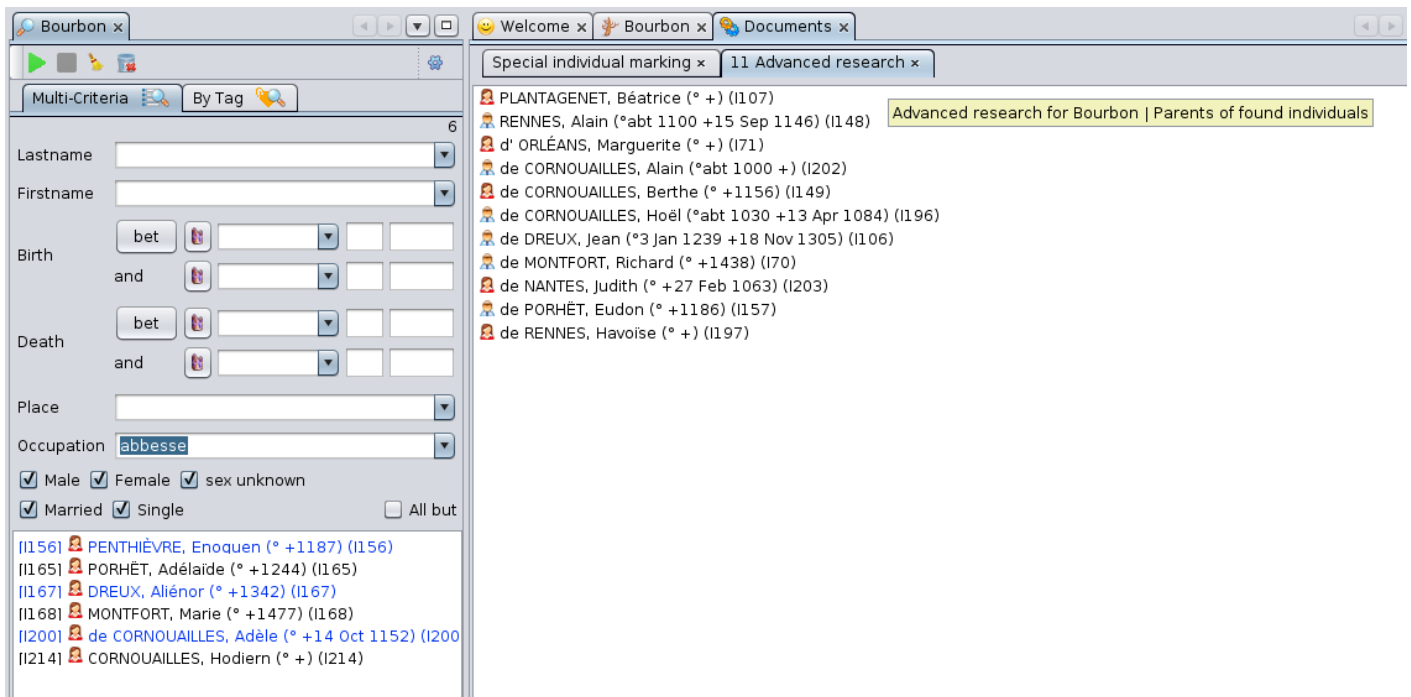 Bourbon
Multi-Criteria
By Tag
6
Lastname
Firstname
Birth
bet
and
Death
bet
and
Place
Occupation abbesse
Male Female sex unknown
Married Single All but
[I156] PENTHIÈVRE, Enoguen (° +1187) (I156)
[I165] PORHËT, Adélaïde (° +1244) (I165)
[I167] DREUX, Aliénor (° +1342) (I167)
[I168] MONTFORT, Marie (° +1477) (I168)
[I200] de CORNOUAILLES, Adèle (° +14 Oct 1152) (I200
[I214] CORNOUAILLES, Hodiern (° +) (I214)
Welcome x Bourbon x Documents x
Special individual marking x 11 Advanced research x
PLANTAGENET, Béatrice (° +) (I107)
Advanced research for Bourbon | Parents of found individuals
RENNES, Alain (°abt 1100 +15 Sep 1146) (I148)
d' ORLÉANS, Marguerite (° +) (I71)
de CORNOUAILLES, Alain (°abt 1000 +) (I202)
de CORNOUAILLES, Berthe (° +1156) (I149)
de CORNOUAILLES, Hoël (°abt 1030 +13 Apr 1084) (I196)
de DREUX, Jean (°3 Jan 1239 +18 Nov 1305) (I106)
de MONTFORT, Richard (° +1438) (I70)
de NANTES, Judith (° +27 Feb 1063) (I203)
de PORHËT, Eudon (° +1186) (I157)
de RENNES, Havoïse (° +) (I197)